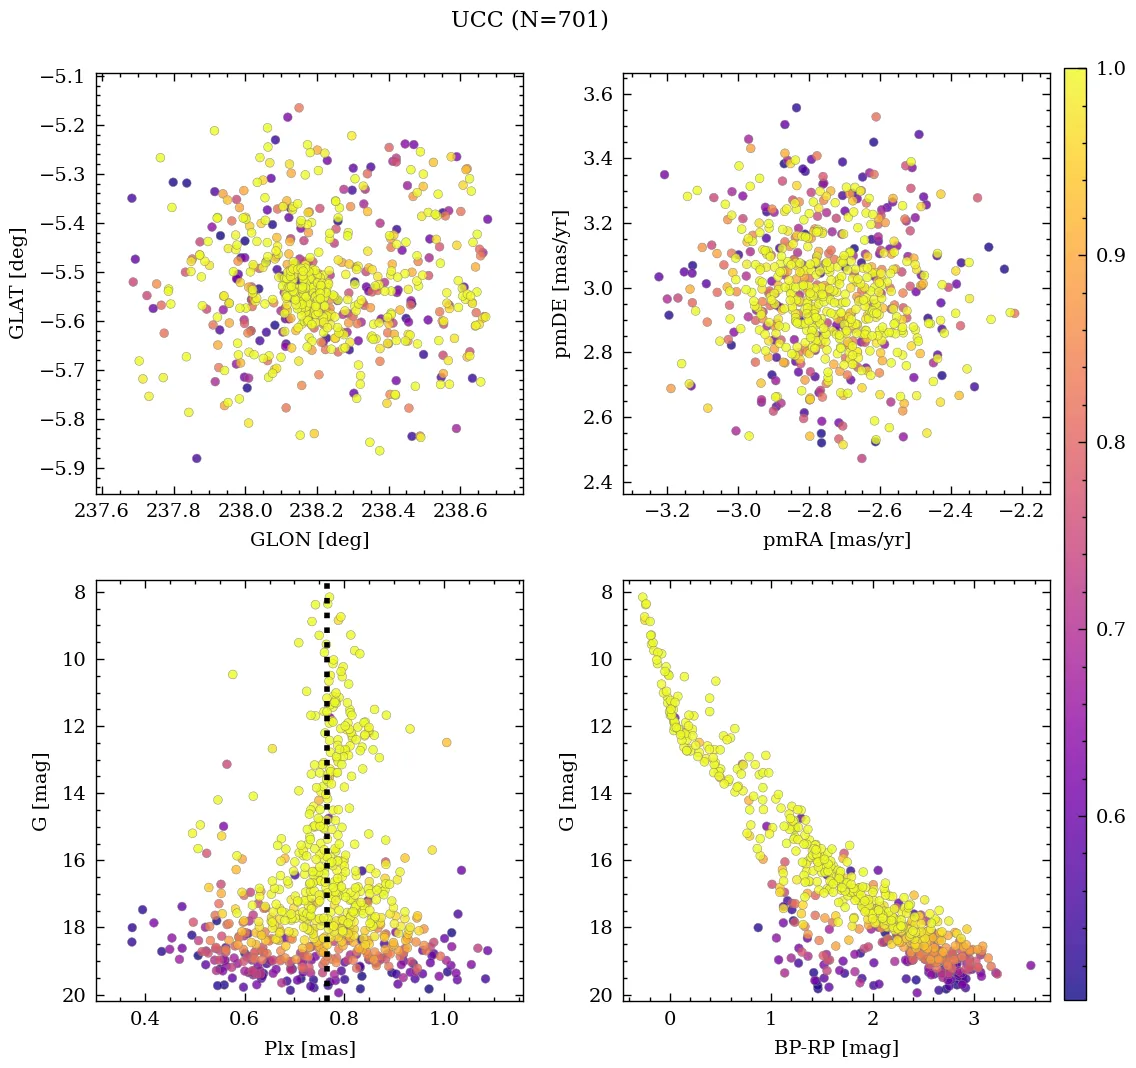 UCC (N=701)
−5.1
−5.2
−5.3
−5.4
−5.5
−5.6
−5.7
−5.8
−5.9
GLAT [deg]
237.6 237.8 238.0 238.2 238.4 238.6
GLON [deg]
3.6
3.4
3.2
3.0
2.8
2.6
2.4
pmDE [mas/yr]
−3.2 −3.0 −2.8 −2.6 −2.4 −2.2
pmRA [mas/yr]
8
10
12
14
16
18
20
G [mag]
0.4 0.6 0.8 1.0
Plx [mas]
8
10
12
14
16
18
20
G [mag]
0 1 2 3
BP-RP [mag]
1.0
0.9
0.8
0.7
0.6